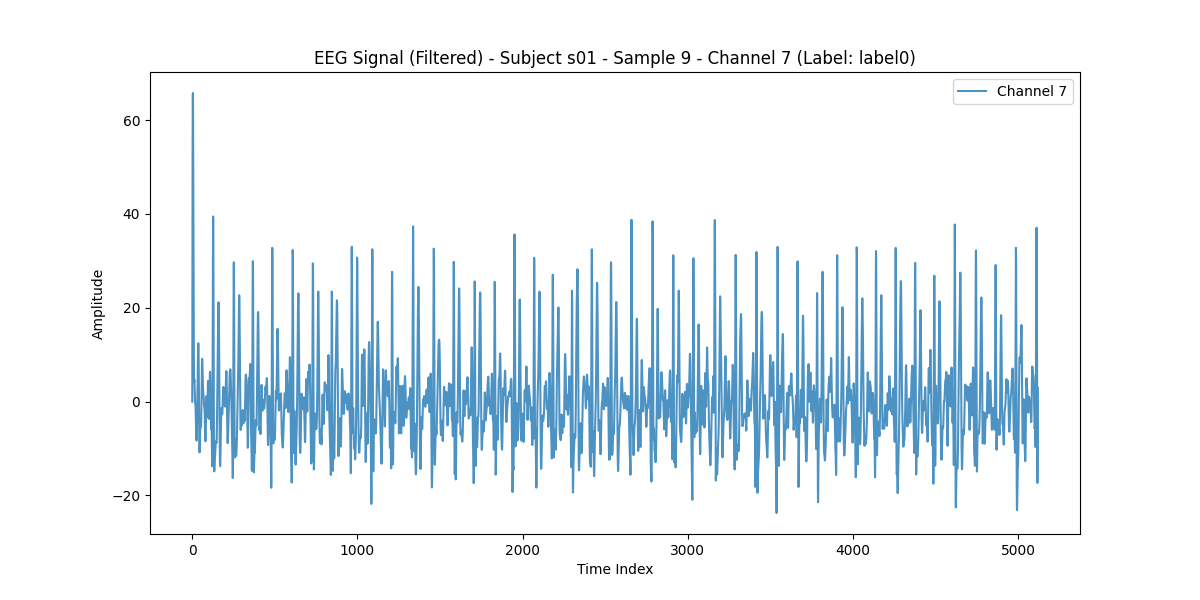 EEG Signal (Filtered) - Subject s01 - Sample 9 - Channel 7 (Label: label0)
Channel 7
Amplitude
60
40
20
0
−20
0 1000 2000 3000 4000 5000
Time Index